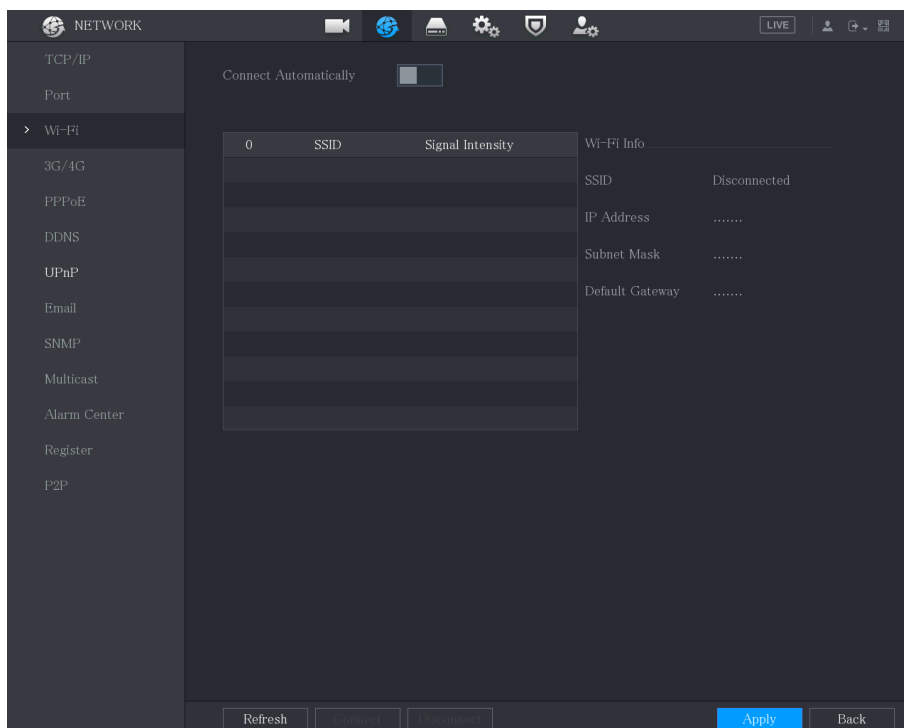 NETWORK
LIVE
TCP/IP
Port
Wi-Fi
3G/4G
PPPoE
DDNS
UPnP
Email
SNMP
Multicast
Alarm Center
Register
P2P
Connect Automatically
0 SSID Signal Intensity
Wi-Fi Info
SSID Disconnected
IP Address .......
Subnet Mask .......
Default Gateway .......
Refresh Connect Disconnect Apply Back